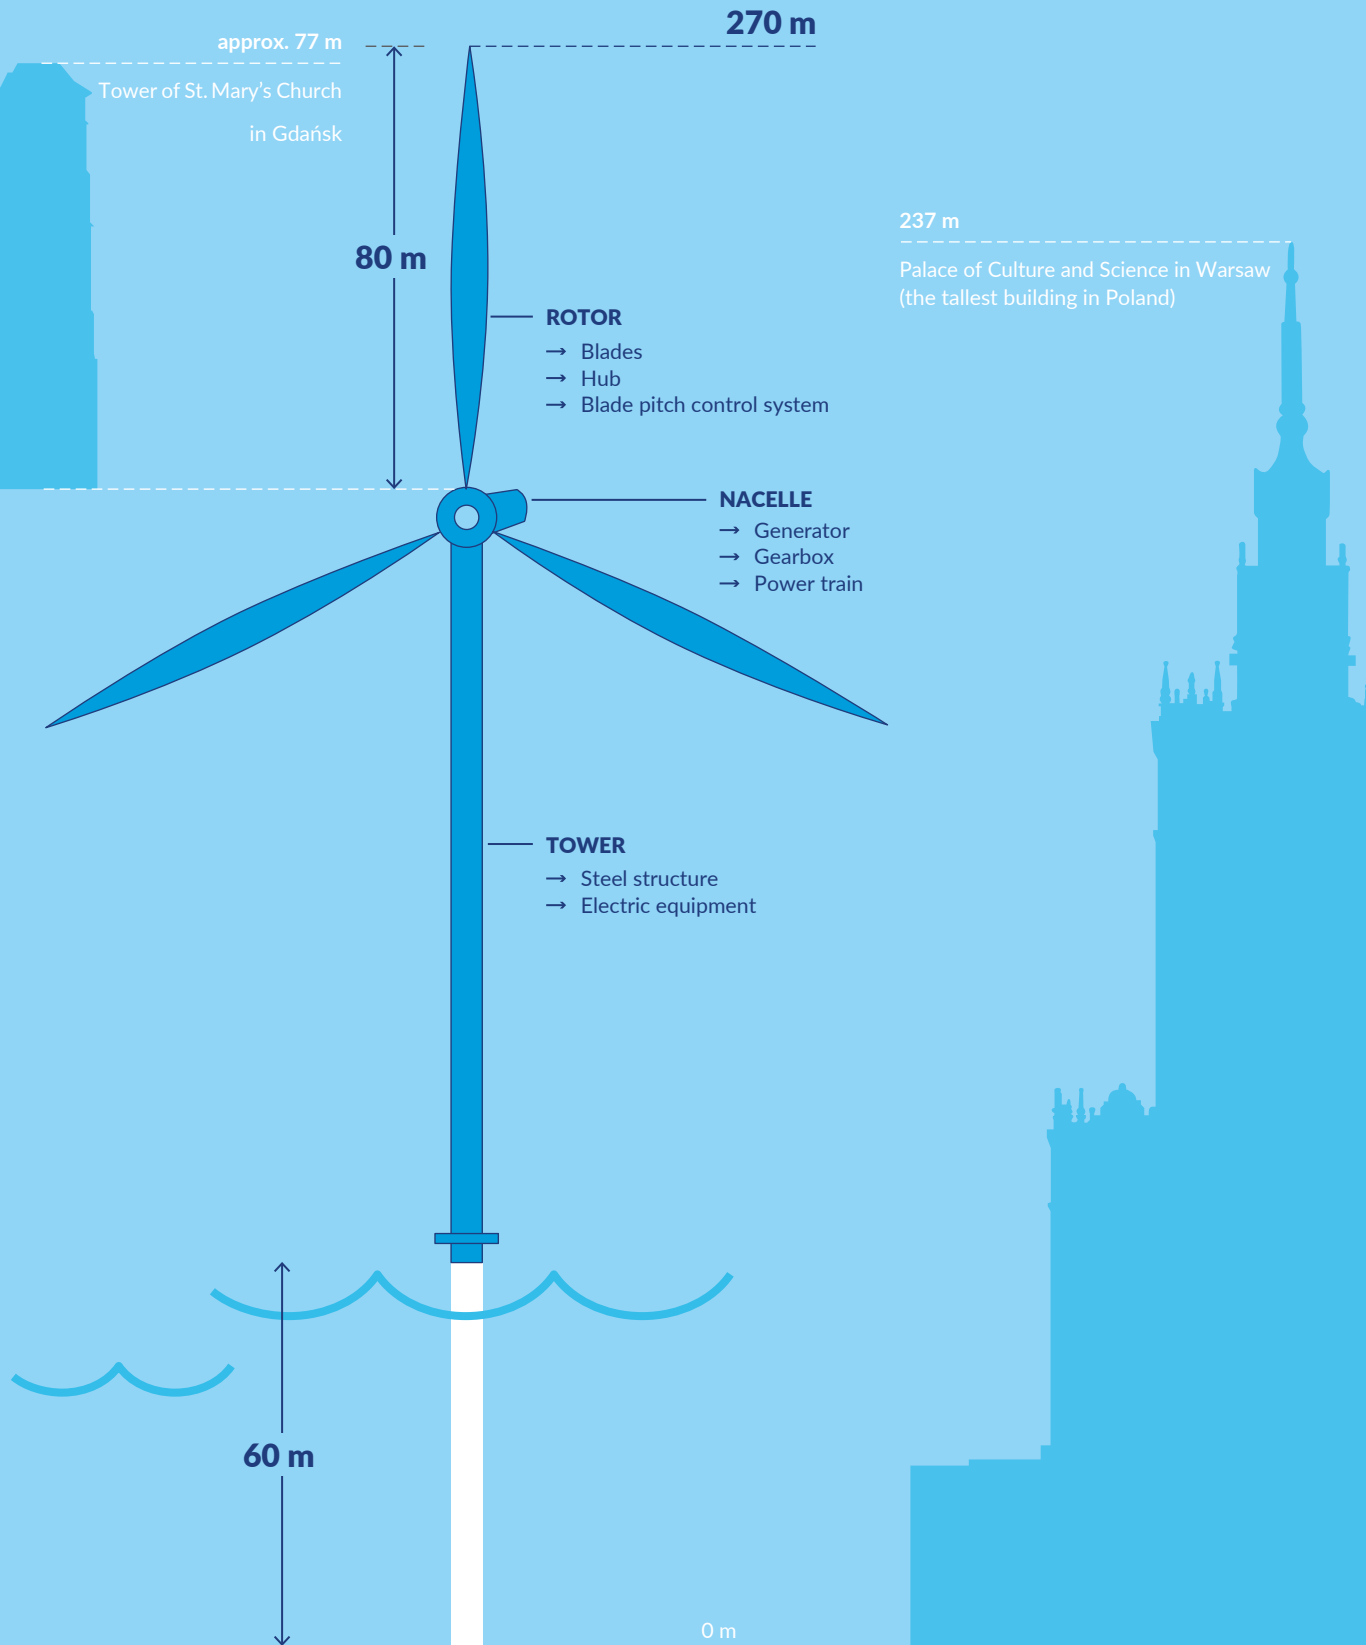 270 m
approx. 77 m
Tower of St. Mary's Church
in Gdańsk
80 m
237 m
Palace of Culture and Science in Warsaw
(the tallest building in Poland)
ROTOR
→ Blades
→ Hub
→ Blade pitch control system
NACELLE
→ Generator
→ Gearbox
→ Power train
TOWER
→ Steel structure
→ Electric equipment
60 m
0 m